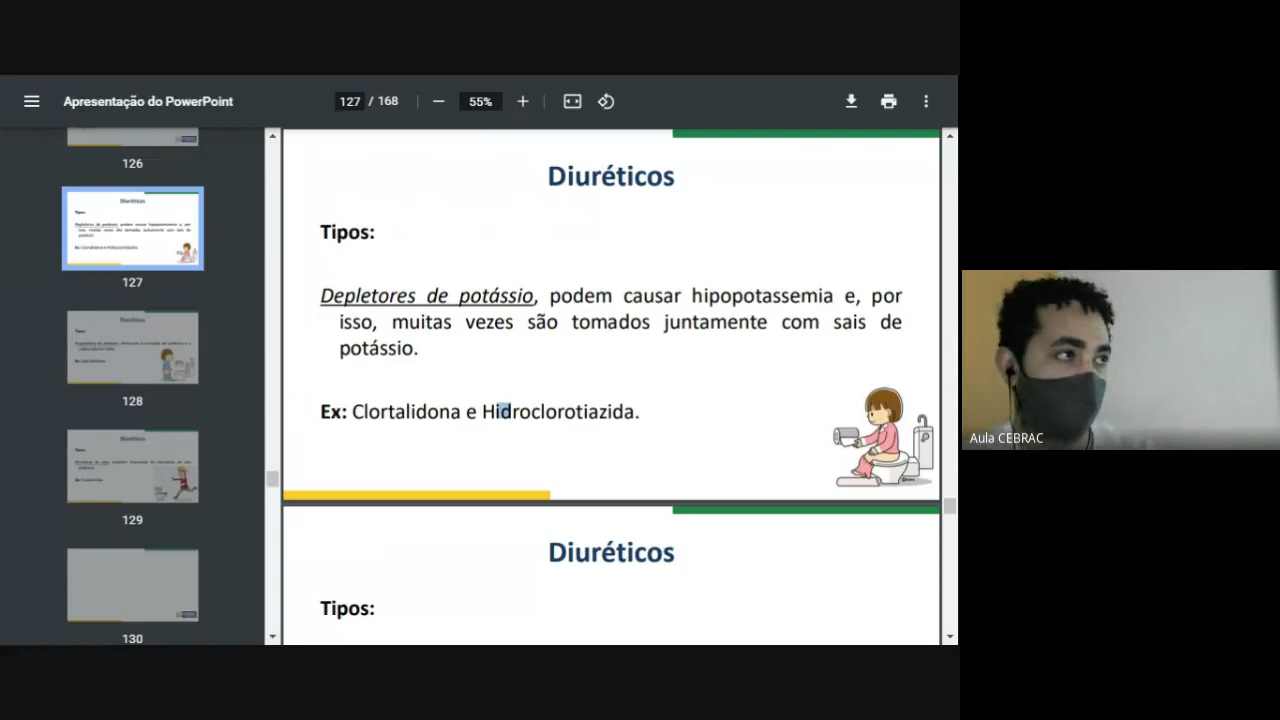 Apresentação do PowerPoint
127 / 168
55%
126
127
128
129
130
Diuréticos
Tipos:
Depletores de potássio, podem causar hipopotassemia e, por
isso, muitas vezes são tomados juntamente com sais de
potássio.
Ex: Clortalidona e Hidroclorotiazida.
Diuréticos
Tipos:
Aula CEBRAC